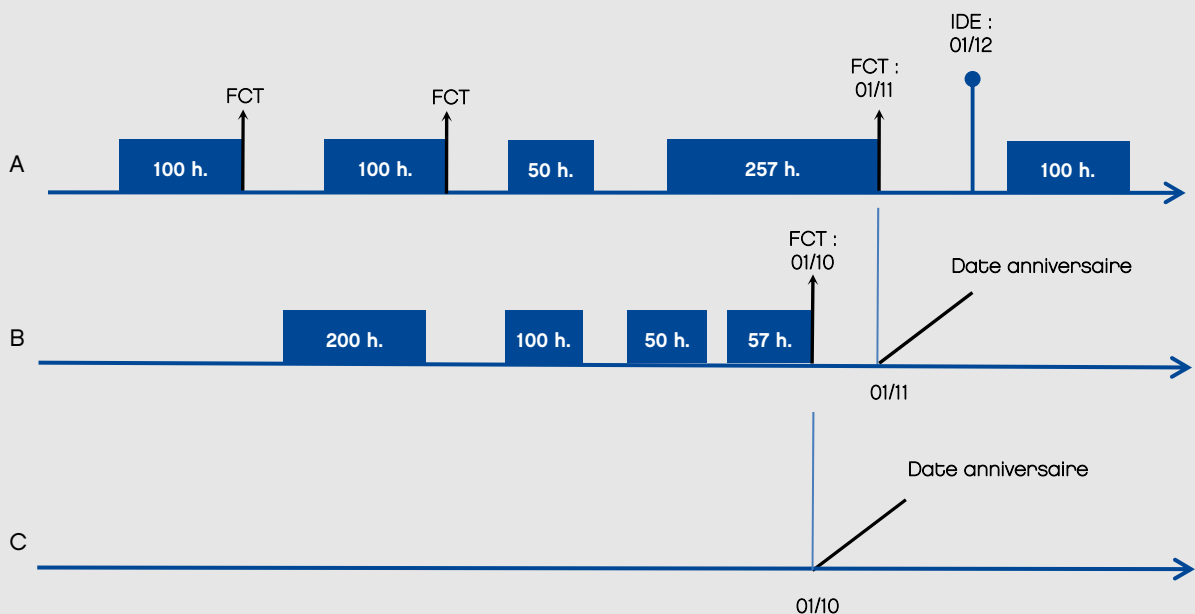 IDE :
01/12
FCT :
01/11
FCT
FCT
A
100 h.
100 h.
50 h.
257 h.
100 h.
FCT :
01/10
Date anniversaire
B
200 h.
100 h.
50 h.
57 h.
01/11
Date anniversaire
C
01/10